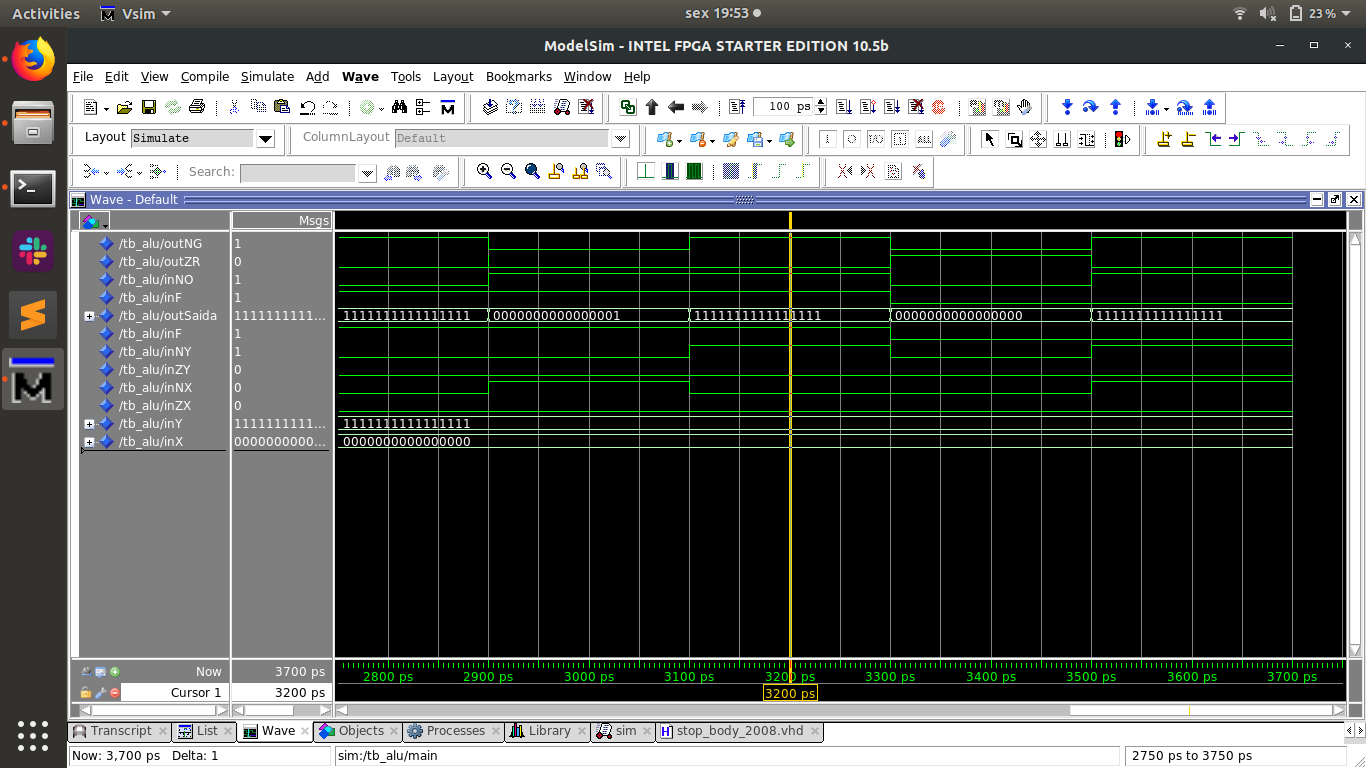 Activities Vsim sex 19:53 23 %
ModelSim - INTEL FPGA STARTER EDITION 10.5b
File Edit View Compile Simulate Add Wave Tools Layout Bookmarks Window Help
100 ps
Layout Simulate ColumnLayout Default
Search:
Wave - Default
Msgs
/tb_alu/outNG 1
/tb_alu/outZR 0
/tb_alu/inNO 1
/tb_alu/inF 1
/tb_alu/outSaida 1111111111... 1111111111111111 0000000000000001 1111111111111111 0000000000000000 1111111111111111
/tb_alu/inF 1
/tb_alu/inNY 1
/tb_alu/inZY 0
/tb_alu/inNX 0
/tb_alu/inZX 0
/tb_alu/inY 1111111111... 1111111111111111
/tb_alu/inX 0000000000... 0000000000000000
Now 3700 ps 2800 ps 2900 ps 3000 ps 3100 ps 3200 ps 3300 ps 3400 ps 3500 ps 3600 ps 3700 ps
Cursor 1 3200 ps 3200 ps
Transcript List Wave Objects Processes Library sim stop_body_2008.vhd
Now: 3,700 ps Delta: 1 sim:/tb_alu/main 2750 ps to 3750 ps